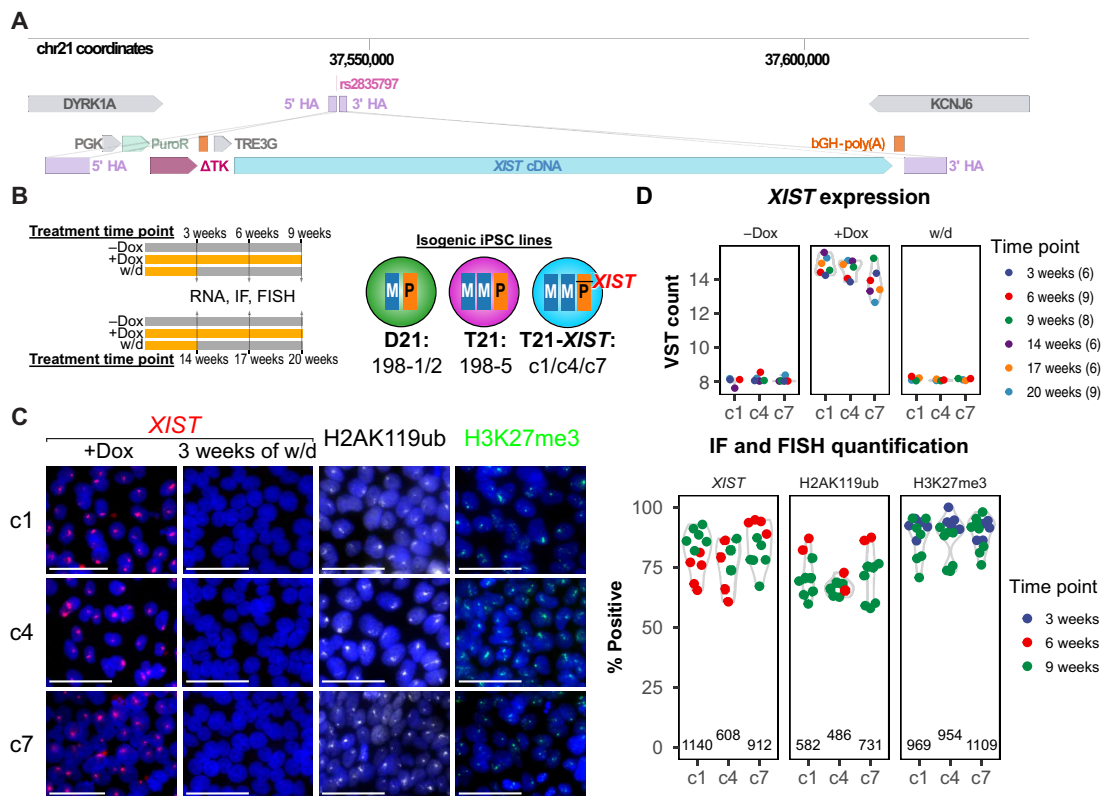 A
chr21 coordinates
37,550,000
37,600,000
rs2835797
DYRK1A
5' HA
3' HA
KCNJ6
PGK
PuroR
TRE3G
bGH-poly(A)
5' HA
ΔTK
XIST cDNA
3' HA
B
Treatment time point
3 weeks
6 weeks
9 weeks
–Dox
+Dox
w/d
RNA, IF, FISH
–Dox
+Dox
w/d
Treatment time point
14 weeks
17 weeks
20 weeks
Isogenic iPSC lines
M P
M M P
M M P
XIST
D21:
T21:
T21-XIST:
198-1/2
198-5
c1/c4/c7
C
XIST
+Dox
3 weeks of w/d
H2AK119ub
H3K27me3
c1
c4
c7
D
XIST expression
–Dox
+Dox
w/d
VST count
14
12
10
8
c1 c4 c7
c1 c4 c7
c1 c4 c7
Time point
3 weeks (6)
6 weeks (9)
9 weeks (8)
14 weeks (6)
17 weeks (6)
20 weeks (9)
IF and FISH quantification
XIST
H2AK119ub
H3K27me3
% Positive
100
75
50
25
0
1140
608
912
582
486
731
969
954
1109
c1 c4 c7
c1 c4 c7
c1 c4 c7
Time point
3 weeks
6 weeks
9 weeks